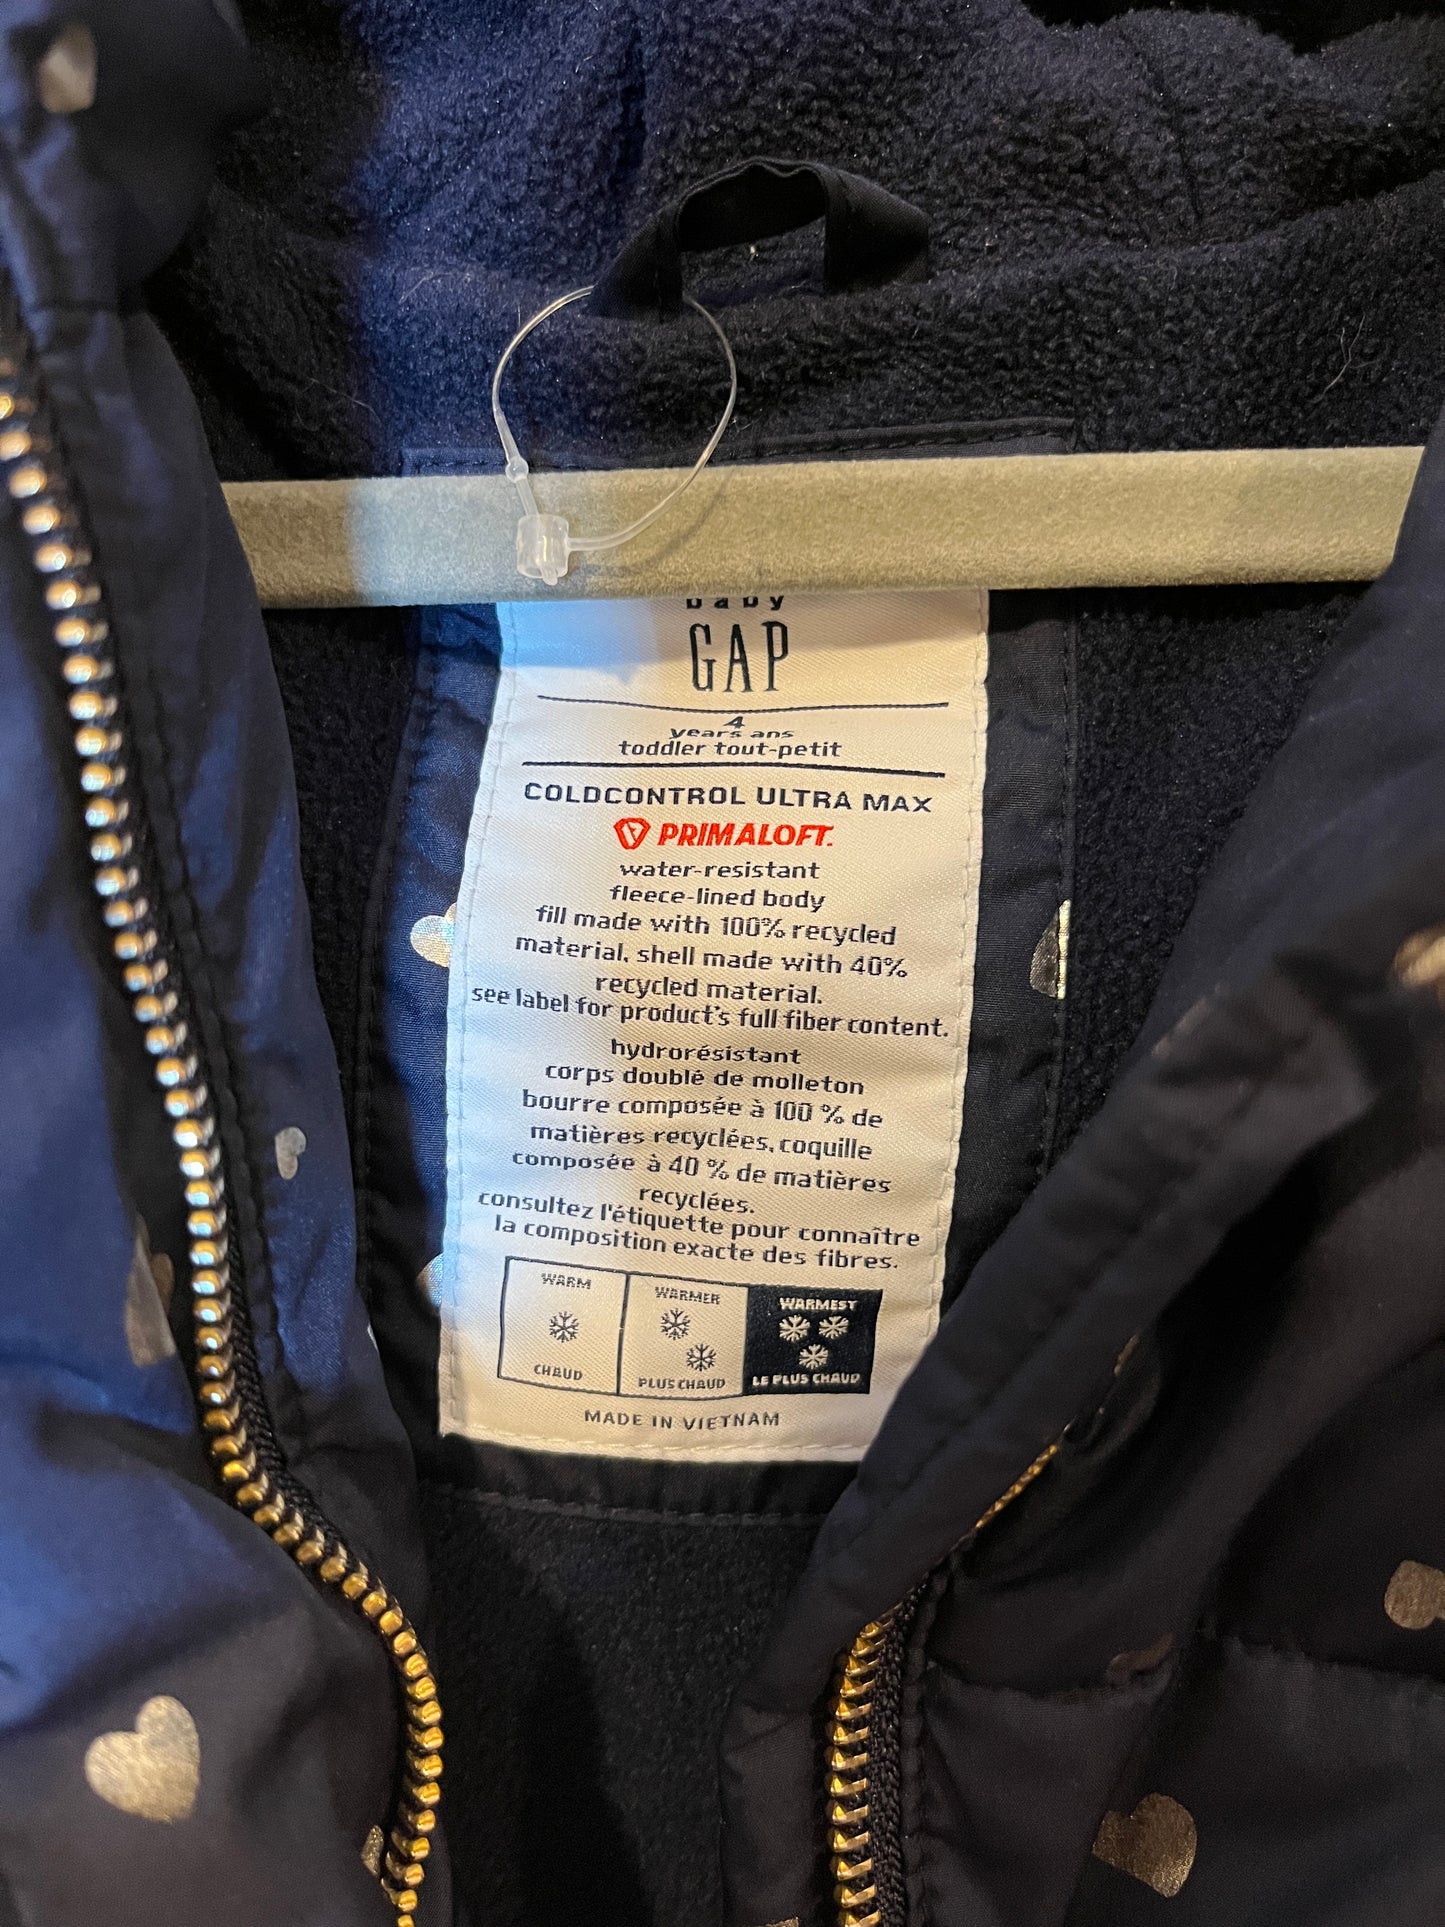 baby
GAP
4
years ans
toddler tout-petit
COLDCONTROL ULTRA MAX
PRIMALOFT.
water-resistant
fleece-lined body
fill made with 100% recycled
material, shell made with 40%
recycled material.
see label for product's full fiber content.
hydrorésistant
corps doublé de molleton
bourre composée à 100 % de
matières recyclées, coquille
composée à 40 % de matières
recyclées.
consultez l'étiquette pour connaître
la composition exacte des fibres.
WARM WARMER WARMEST
CHAUD PLUS CHAUD LE PLUS CHAUD
MADE IN VIETNAM